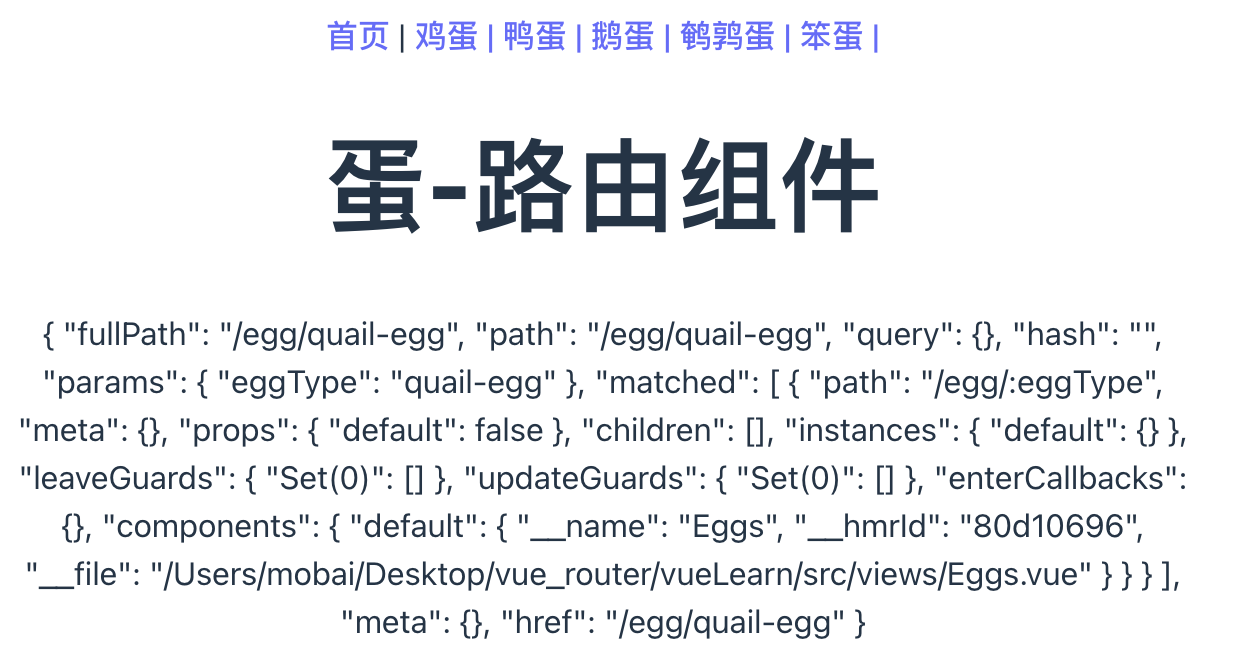 首页 | 鸡蛋 | 鸭蛋 | 鹅蛋 | 鹌鹑蛋 | 笨蛋 |
蛋-路由组件
{ "fullPath": "/egg/quail-egg", "path": "/egg/quail-egg", "query": {}, "hash": "",
"params": { "eggType": "quail-egg" }, "matched": [ { "path": "/egg/:eggType",
"meta": {}, "props": { "default": false }, "children": [], "instances": { "default": {} },
"leaveGuards": { "Set(0)": [] }, "updateGuards": { "Set(0)": [] }, "enterCallbacks":
{}, "components": { "default": { "__name": "Eggs", "__hmrId": "80d10696",
"__file": "/Users/mobai/Desktop/vue_router/vueLearn/src/views/Eggs.vue" } } } ],
"meta": {}, "href": "/egg/quail-egg" }